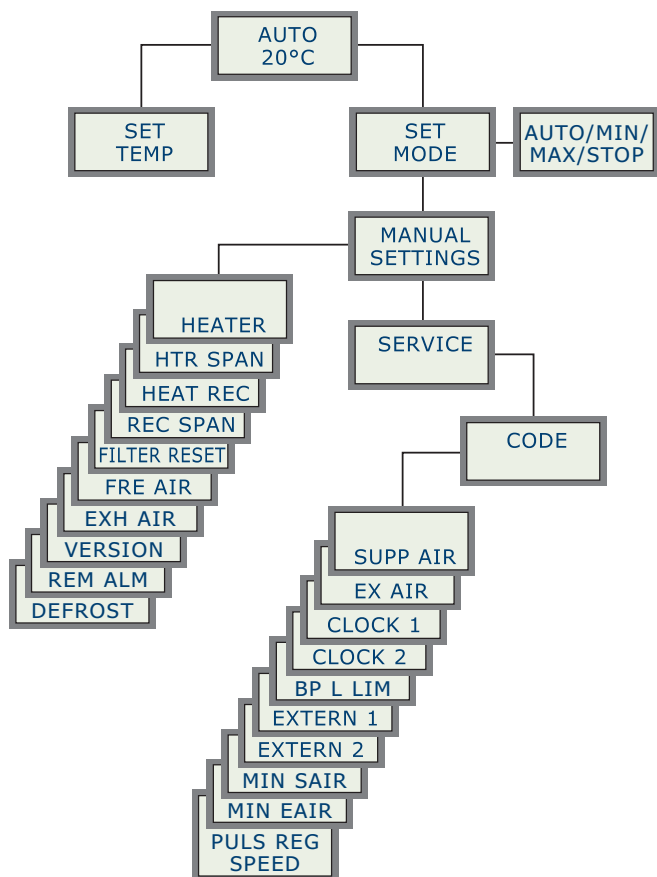 AUTO
20°C
SET
TEMP
SET
MODE
AUTO/MIN/
MAX/STOP
MANUAL
SETTINGS
HEATER
HTR SPAN
HEAT REC
REC SPAN
FILTER RESET
FRE AIR
EXH AIR
VERSION
REM ALM
DEFROST
SERVICE
CODE
SUPP AIR
EX AIR
CLOCK 1
CLOCK 2
BP L LIM
EXTERN 1
EXTERN 2
MIN SAIR
MIN EAIR
PULS REG
SPEED